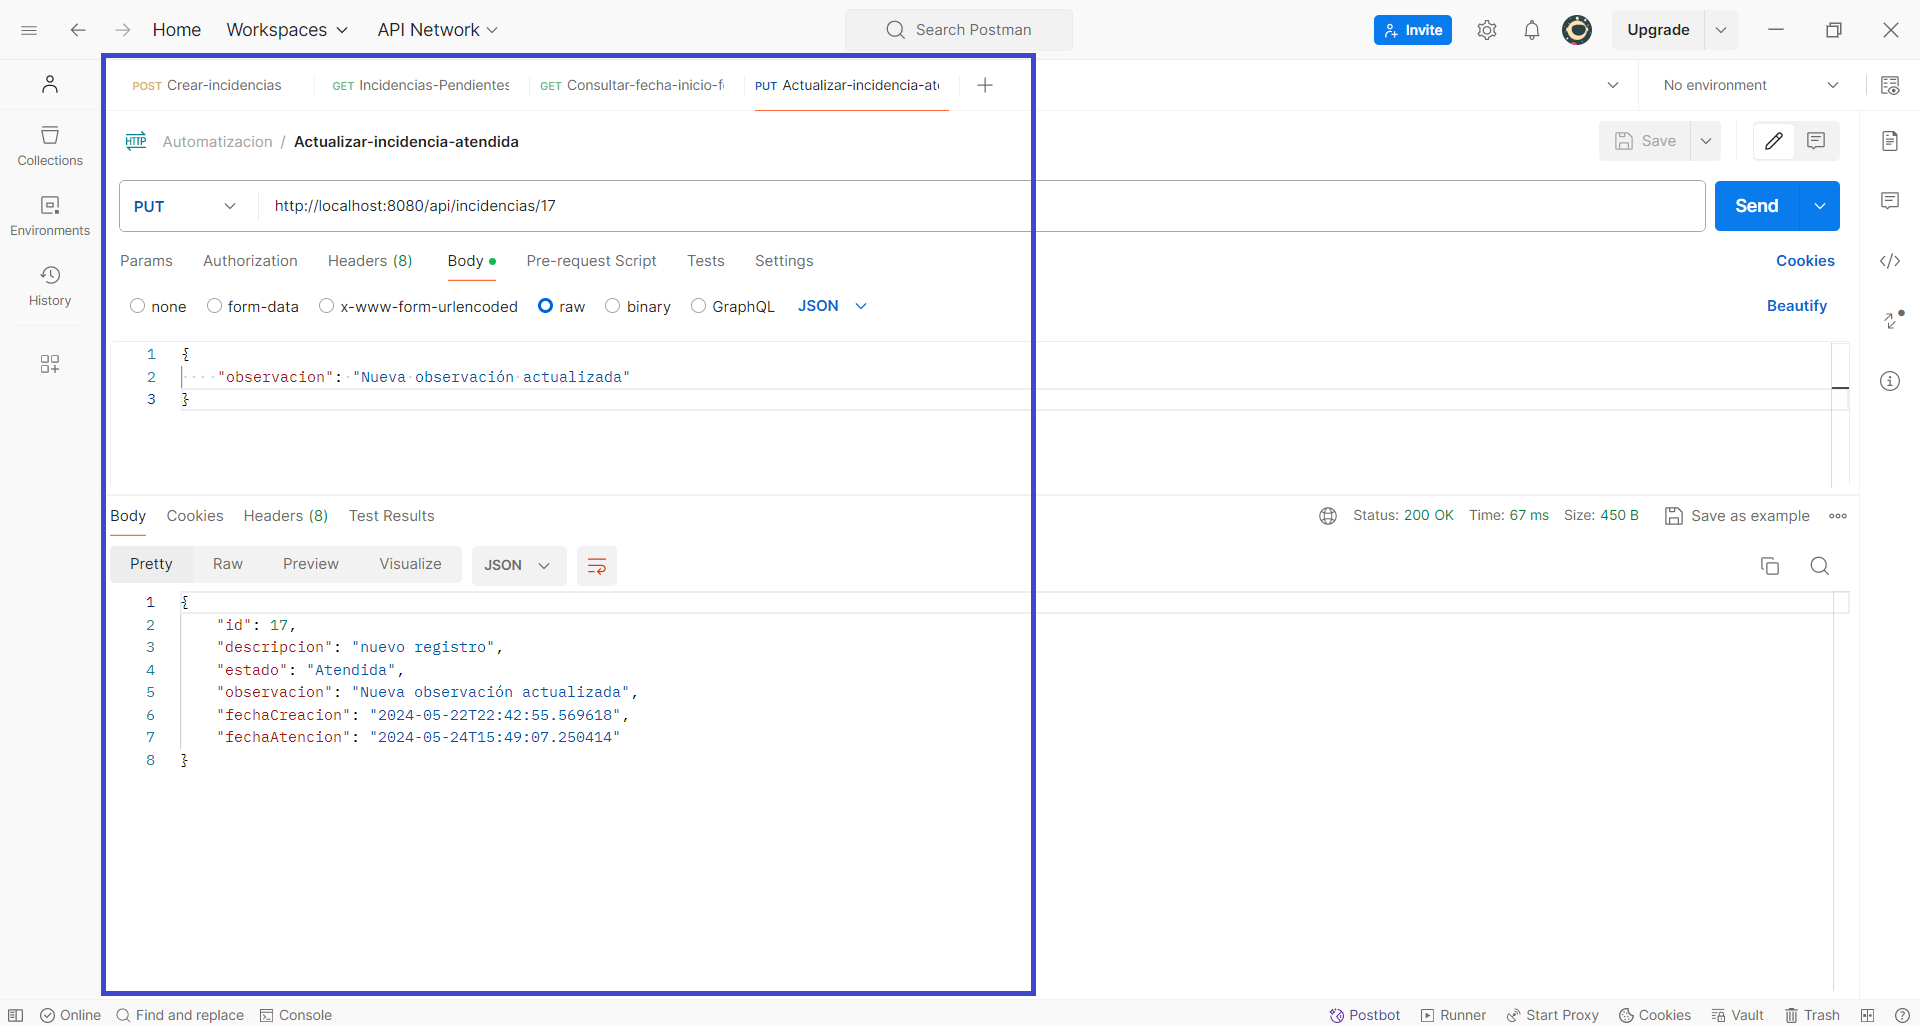 Home Workspaces API Network Search Postman Invite Upgrade
POST Crear-incidencias GET Incidencias-Pendientes GET Consultar-fecha-inicio-f PUT Actualizar-incidencia-at No environment
Automatizacion / Actualizar-incidencia-atendida Save
HTTP
Collections
PUT http://localhost:8080/api/incidencias/17 Send
Environments
Params Authorization Headers (8) Body Pre-request Script Tests Settings Cookies
History
none form-data x-www-form-urlencoded raw binary GraphQL JSON Beautify
1 {
2 ····"observacion":·"Nueva·observación·actualizada"
3 }
Body Cookies Headers (8) Test Results Status: 200 OK Time: 67 ms Size: 450 B Save as example
Pretty Raw Preview Visualize JSON
1 {
2 "id": 17,
3 "descripcion": "nuevo registro",
4 "estado": "Atendida",
5 "observacion": "Nueva observación actualizada",
6 "fechaCreacion": "2024-05-22T22:42:55.569618",
7 "fechaAtencion": "2024-05-24T15:49:07.250414"
8 }
Online Find and replace Console Postbot Runner Start Proxy Cookies Vault Trash